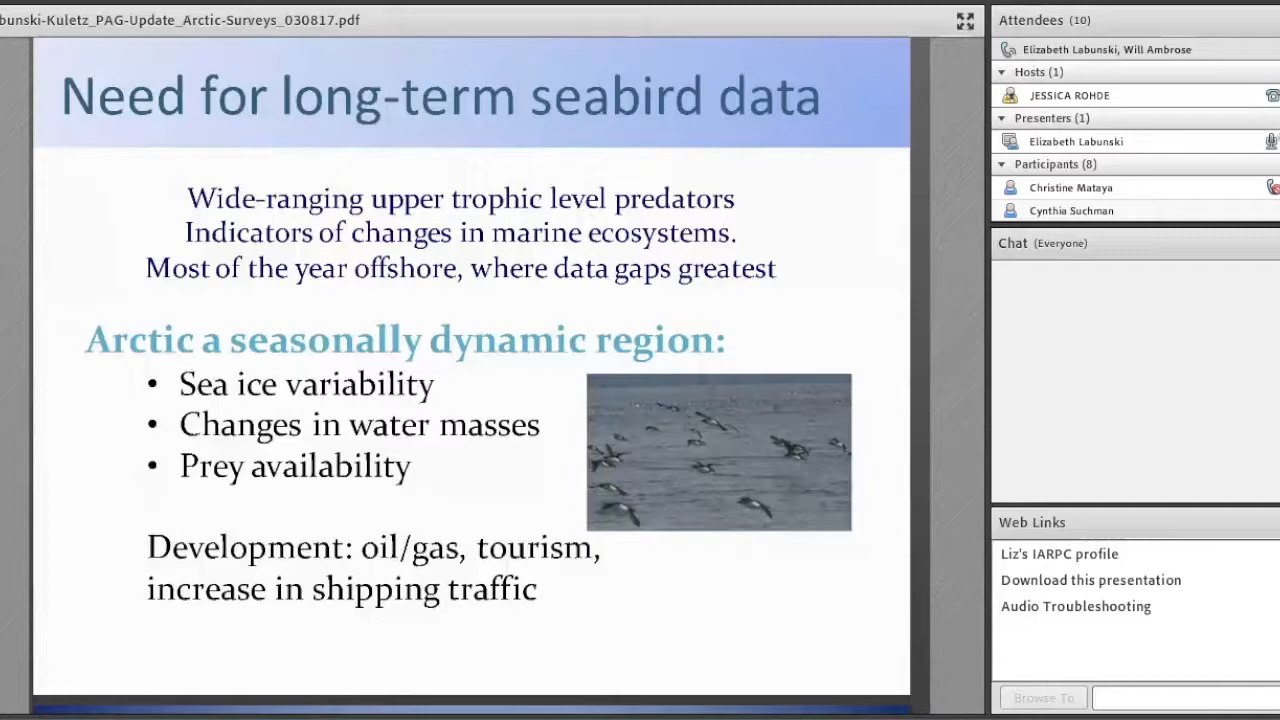 bunski-Kuletz_PAG-Update_Arctic-Surveys_030817.pdf
Need for long-term seabird data
Wide-ranging upper trophic level predators
Indicators of changes in marine ecosystems.
Most of the year offshore, where data gaps greatest
Arctic a seasonally dynamic region:
• Sea ice variability
• Changes in water masses
• Prey availability
Development: oil/gas, tourism,
increase in shipping traffic
Attendees (10)
Elizabeth Labunski, Will Ambrose
Hosts (1)
JESSICA ROHDE
Presenters (1)
Elizabeth Labunski
Participants (8)
Christine Mataya
Cynthia Suchman
Chat (Everyone)
Web Links
Liz's IARPC profile
Download this presentation
Audio Troubleshooting
Browse To